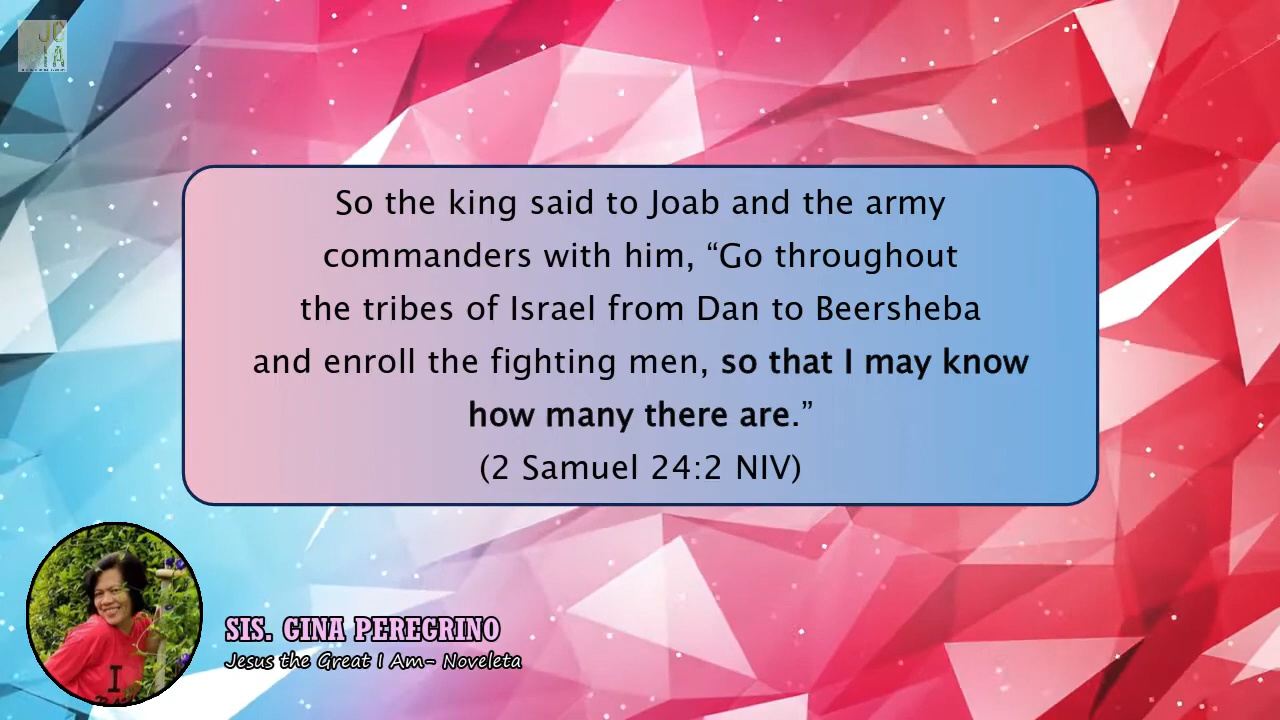 JG
IA
So the king said to Joab and the army
commanders with him, “Go throughout
the tribes of Israel from Dan to Beersheba
and enroll the fighting men, so that I may know
how many there are.”
(2 Samuel 24:2 NIV)
SIS. GINA PEREGRINO
Jesus the Great I Am- Noveleta
I